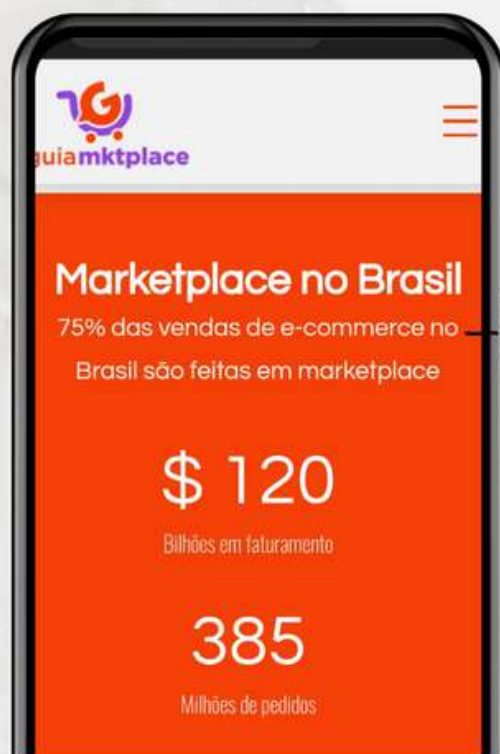 guiamktplace
Marketplace no Brasil
75% das vendas de e-commerce no
Brasil são feitas em marketplace
$ 120
Bilhões em faturamento
385
Milhões de pedidos